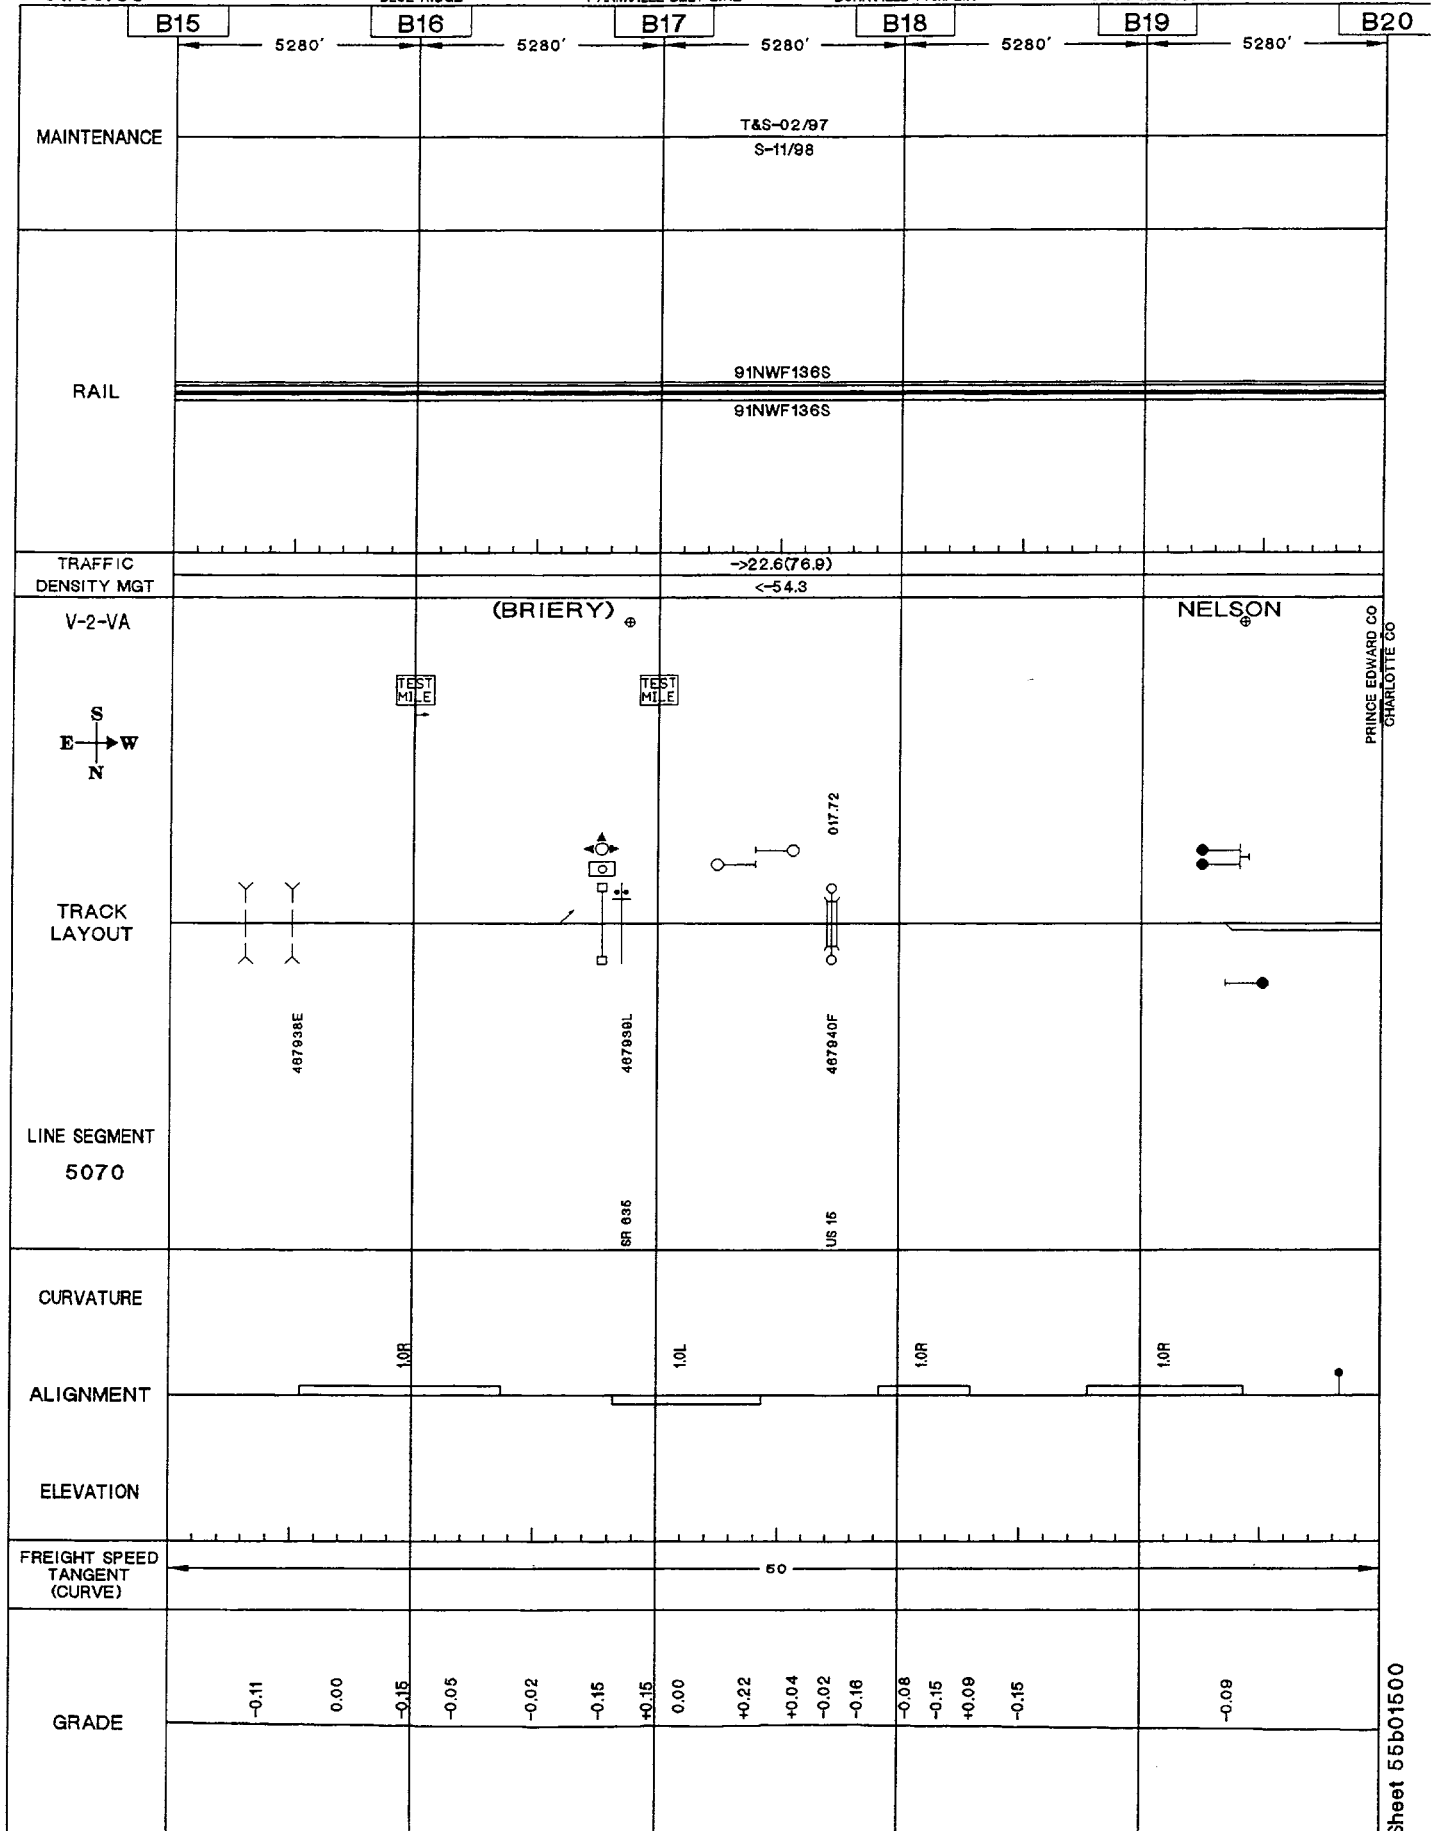 B15 B16 B17 B18 B19 B20
5280' 5280' 5280' 5280' 5280'
MAINTENANCE
T&S-02/97
S-11/98
RAIL
91NWF136S
91NWF136S
TRAFFIC
DENSITY MGT
->22.6(76.9)
<-54.3
V-2-VA
(BRIERY)
NELSON
PRINCE EDWARD CO
CHARLOTTE CO
TEST
MILE
TEST
MILE
S
E W
N
017.72
TRACK
LAYOUT
467938E
467939L
467940F
LINE SEGMENT
5070
SR 635
US 15
CURVATURE
1.0R 1.0L 1.0R 1.0R
ALIGNMENT
ELEVATION
FREIGHT SPEED
TANGENT
(CURVE)
50
GRADE
-0.11 0.00 -0.15 -0.05 -0.02 -0.15 +0.15 0.00 +0.22 +0.04 -0.02 -0.16 -0.08 -0.15 +0.09 -0.15 -0.09
Sheet 55b01500